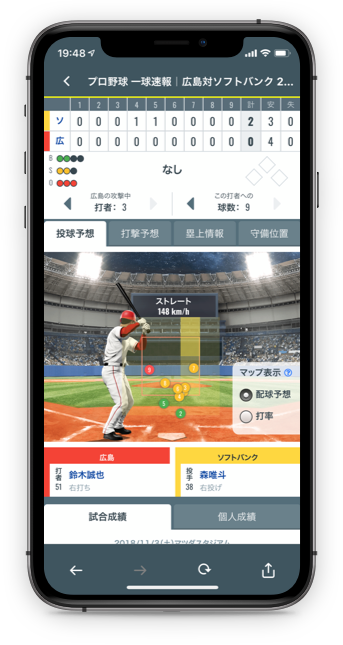 19:48
プロ野球 一球速報｜広島対ソフトバンク 2...
1 2 3 4 5 6 7 8 9 計 安 失
ソ 0 0 0 1 1 0 0 0 0 2 3 0
広 0 0 0 0 0 0 0 0 0 0 4 0
B
S
O
なし
広島の攻撃中
打者: 3
この打者への
球数: 9
投球予想 打撃予想 塁上情報 守備位置
ストレート
148 km/h
マップ表示 ?
配球予想
打率
広島 ソフトバンク
打者 51 鈴木誠也 右打ち
投手 38 森唯斗 右投げ
試合成績 個人成績
2018/11/3(土)マツダスタジアム